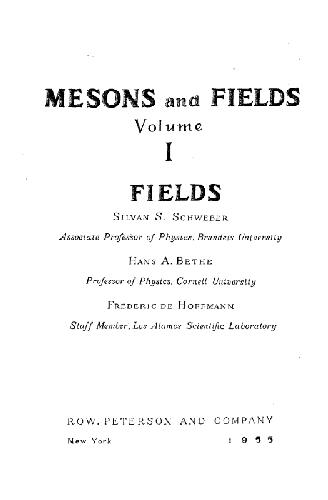 MESONS and FIELDS
Volume
I
FIELDS
SILVAN S. SCHWEBER
Associate Professor of Physics, Brandeis University
HANS A. BETHE
Professor of Physics, Cornell University
FREDERIC DE HOFFMANN
Staff Member, Los Alamos Scientific Laboratory
ROW, PETERSON AND COMPANY
New York 1955